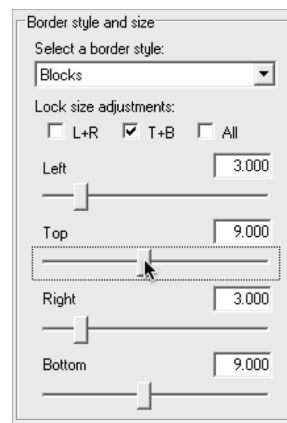 Border style and size
Select a border style:
Blocks
Lock size adjustments:
L+R T+B All
Left 3.000
Top 9.000
Right 3.000
Bottom 9.000